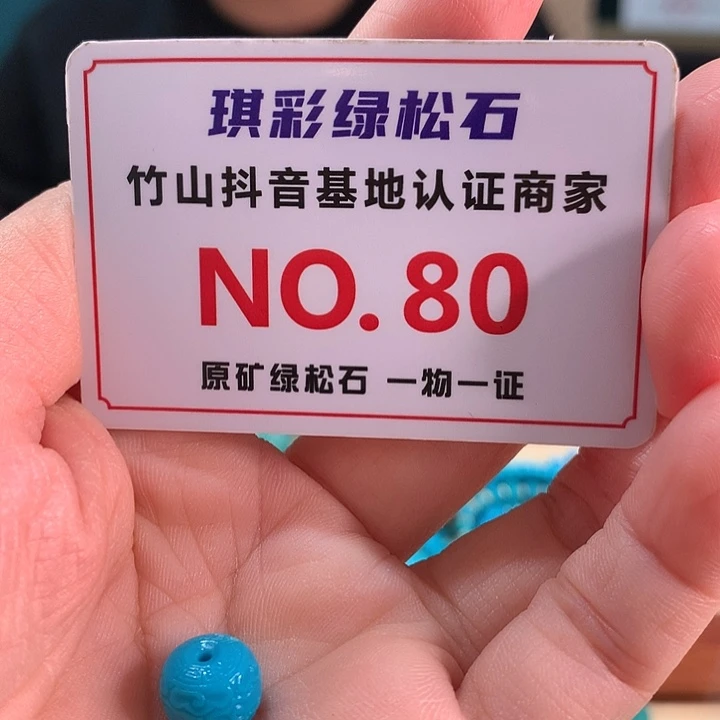 琪彩绿松石
竹山抖音基地认证商家
NO.80
原矿绿松石 一物一证